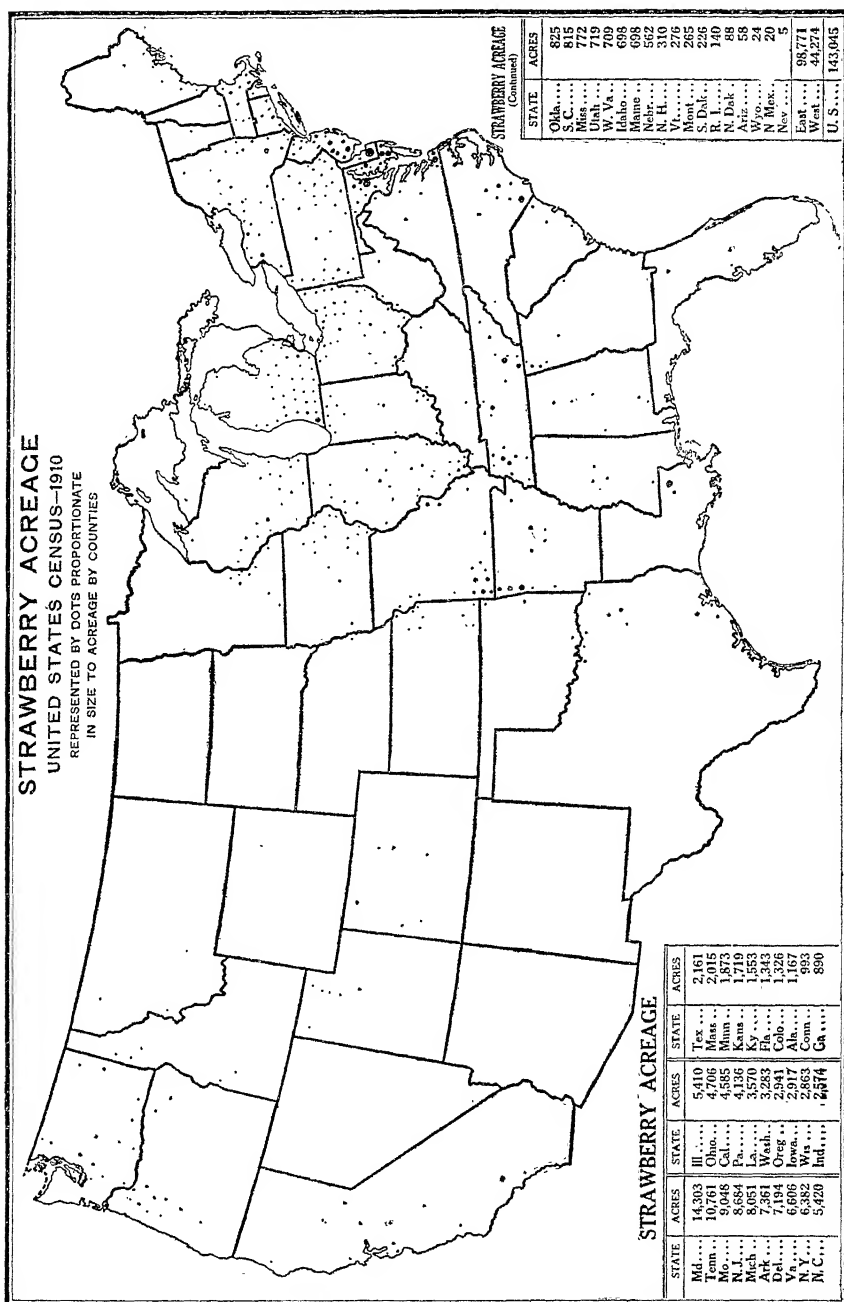 STRAWBERRY ACREAGE
UNITED STATES CENSUS—1910
REPRESENTED BY DOTS PROPORTIONATE
IN SIZE TO ACREAGE BY COUNTIES
STRAWBERRY ACREAGE
STATE ACRES STATE ACRES STATE ACRES
Md.... 14,303 Ill..... 5,410 Tex.... 2,161
Tenn... 10,761 Ohio... 4,706 Mass... 2,015
Mo.... 9,048 Cal.... 4,585 Minn... 1,873
N.J.... 8,684 Pa.... 4,136 Kans... 1,719
Mich... 8,051 La..... 3,570 Ky.... 1,553
Ark... 7,361 Wash... 3,283 Fla.... 1,343
Del.... 7,194 Oreg... 2,941 Colo... 1,326
Va..... 6,606 Iowa... 2,917 Ala.... 1,167
N.Y... 6,382 Wis... 2,863 Conn... 993
N.C.... 5,420 Ind..... Ga..... 890
STRAWBERRY ACREAGE
(Continued)
STATE ACRES
Okla.... 825
S. C.... 815
Miss.... 772
Utah.... 719
W. Va... 709
Idaho... 698
Maine... 698
Nebr.... 562
N. H.... 310
Vt..... 276
Mont... 265
S. Dak.. 226
R. I.... 140
N. Dak. 88
Ariz... 58
Wyo.... 24
N Mex.. 20
Nev.... 5
East.... 98,771
West... 44,274
U. S.... 143,045